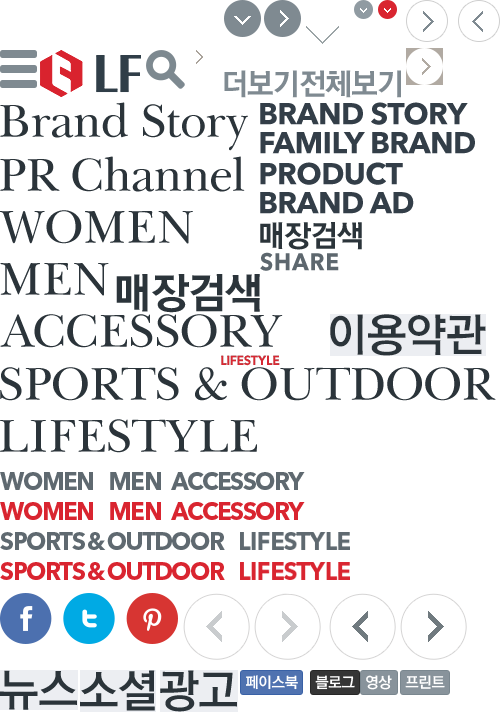 LF
더보기전체보기
Brand Story
BRAND STORY
FAMILY BRAND
PR Channel
PRODUCT
BRAND AD
WOMEN
매장검색
SHARE
MEN
매장검색
ACCESSORY
이용약관
LIFESTYLE
SPORTS & OUTDOOR
LIFESTYLE
WOMEN MEN ACCESSORY
WOMEN MEN ACCESSORY
SPORTS & OUTDOOR LIFESTYLE
SPORTS & OUTDOOR LIFESTYLE
뉴스소셜광고 페이스북 블로그 영상 프린트